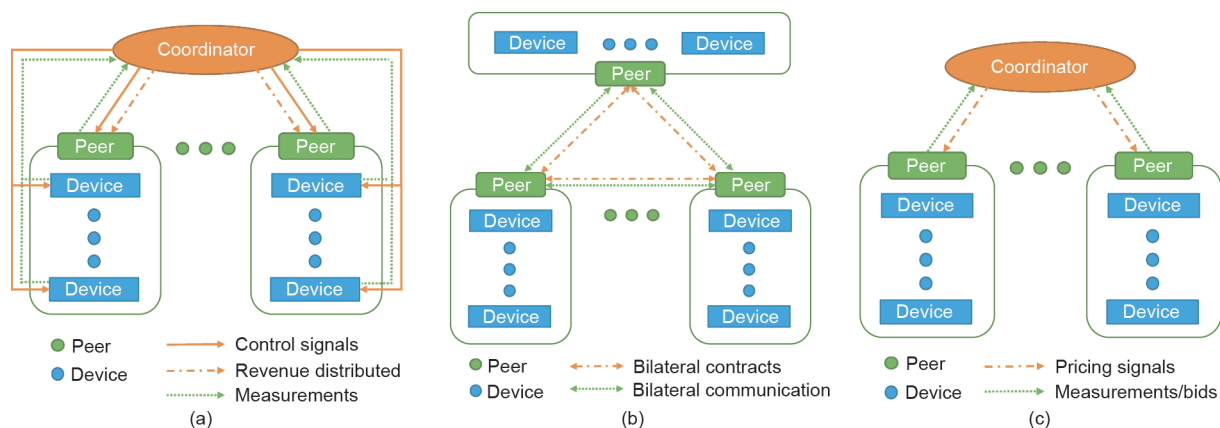 Coordinator
Peer
Peer
Device
Device
Device
Device
Peer
Device
Control signals
Revenue distributed
Measurements
(a)
Device
Device
Peer
Peer
Peer
Device
Device
Device
Device
Peer
Device
Bilateral contracts
Bilateral communication
(b)
Coordinator
Peer
Peer
Device
Device
Device
Device
Peer
Device
Pricing signals
Measurements/bids
(c)